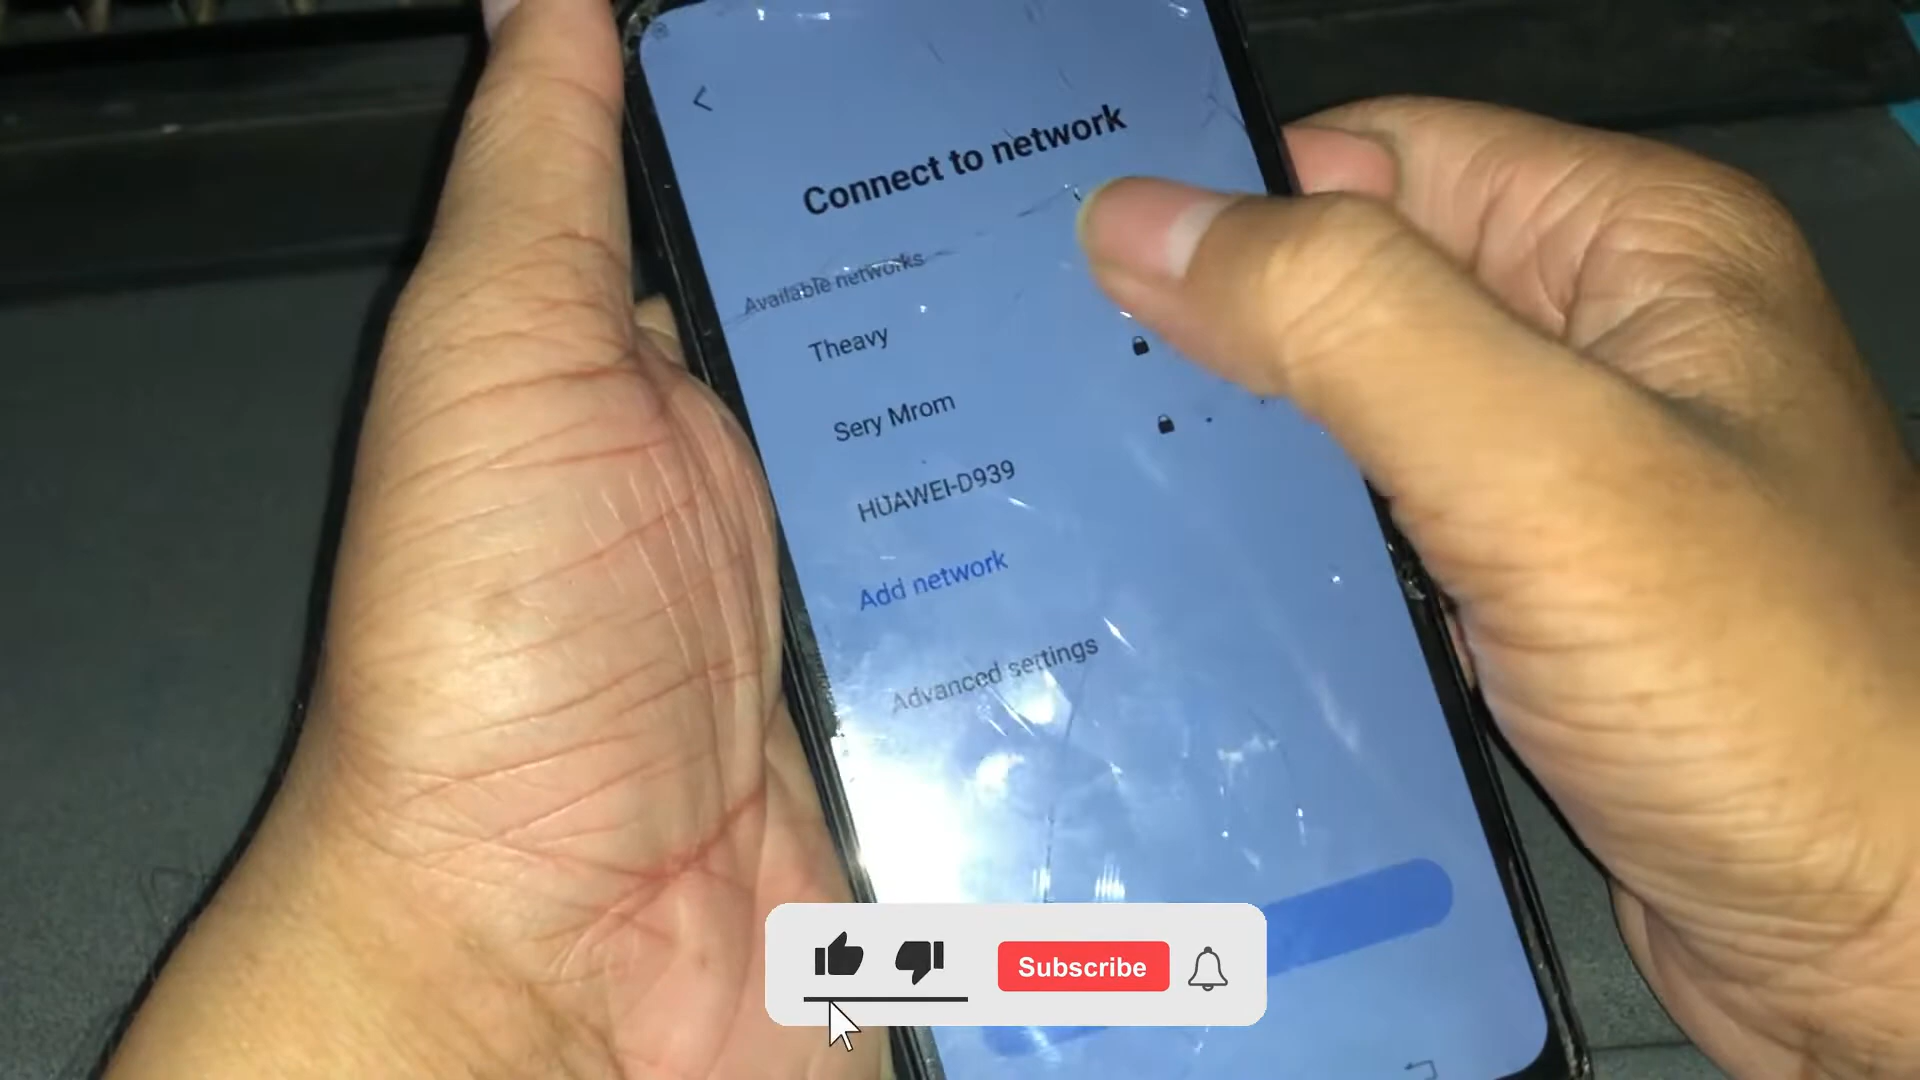 Connect to network
Available networks
Theavy
Sery Mrom
HUAWEI-D939
Add network
Advanced settings
Subscribe